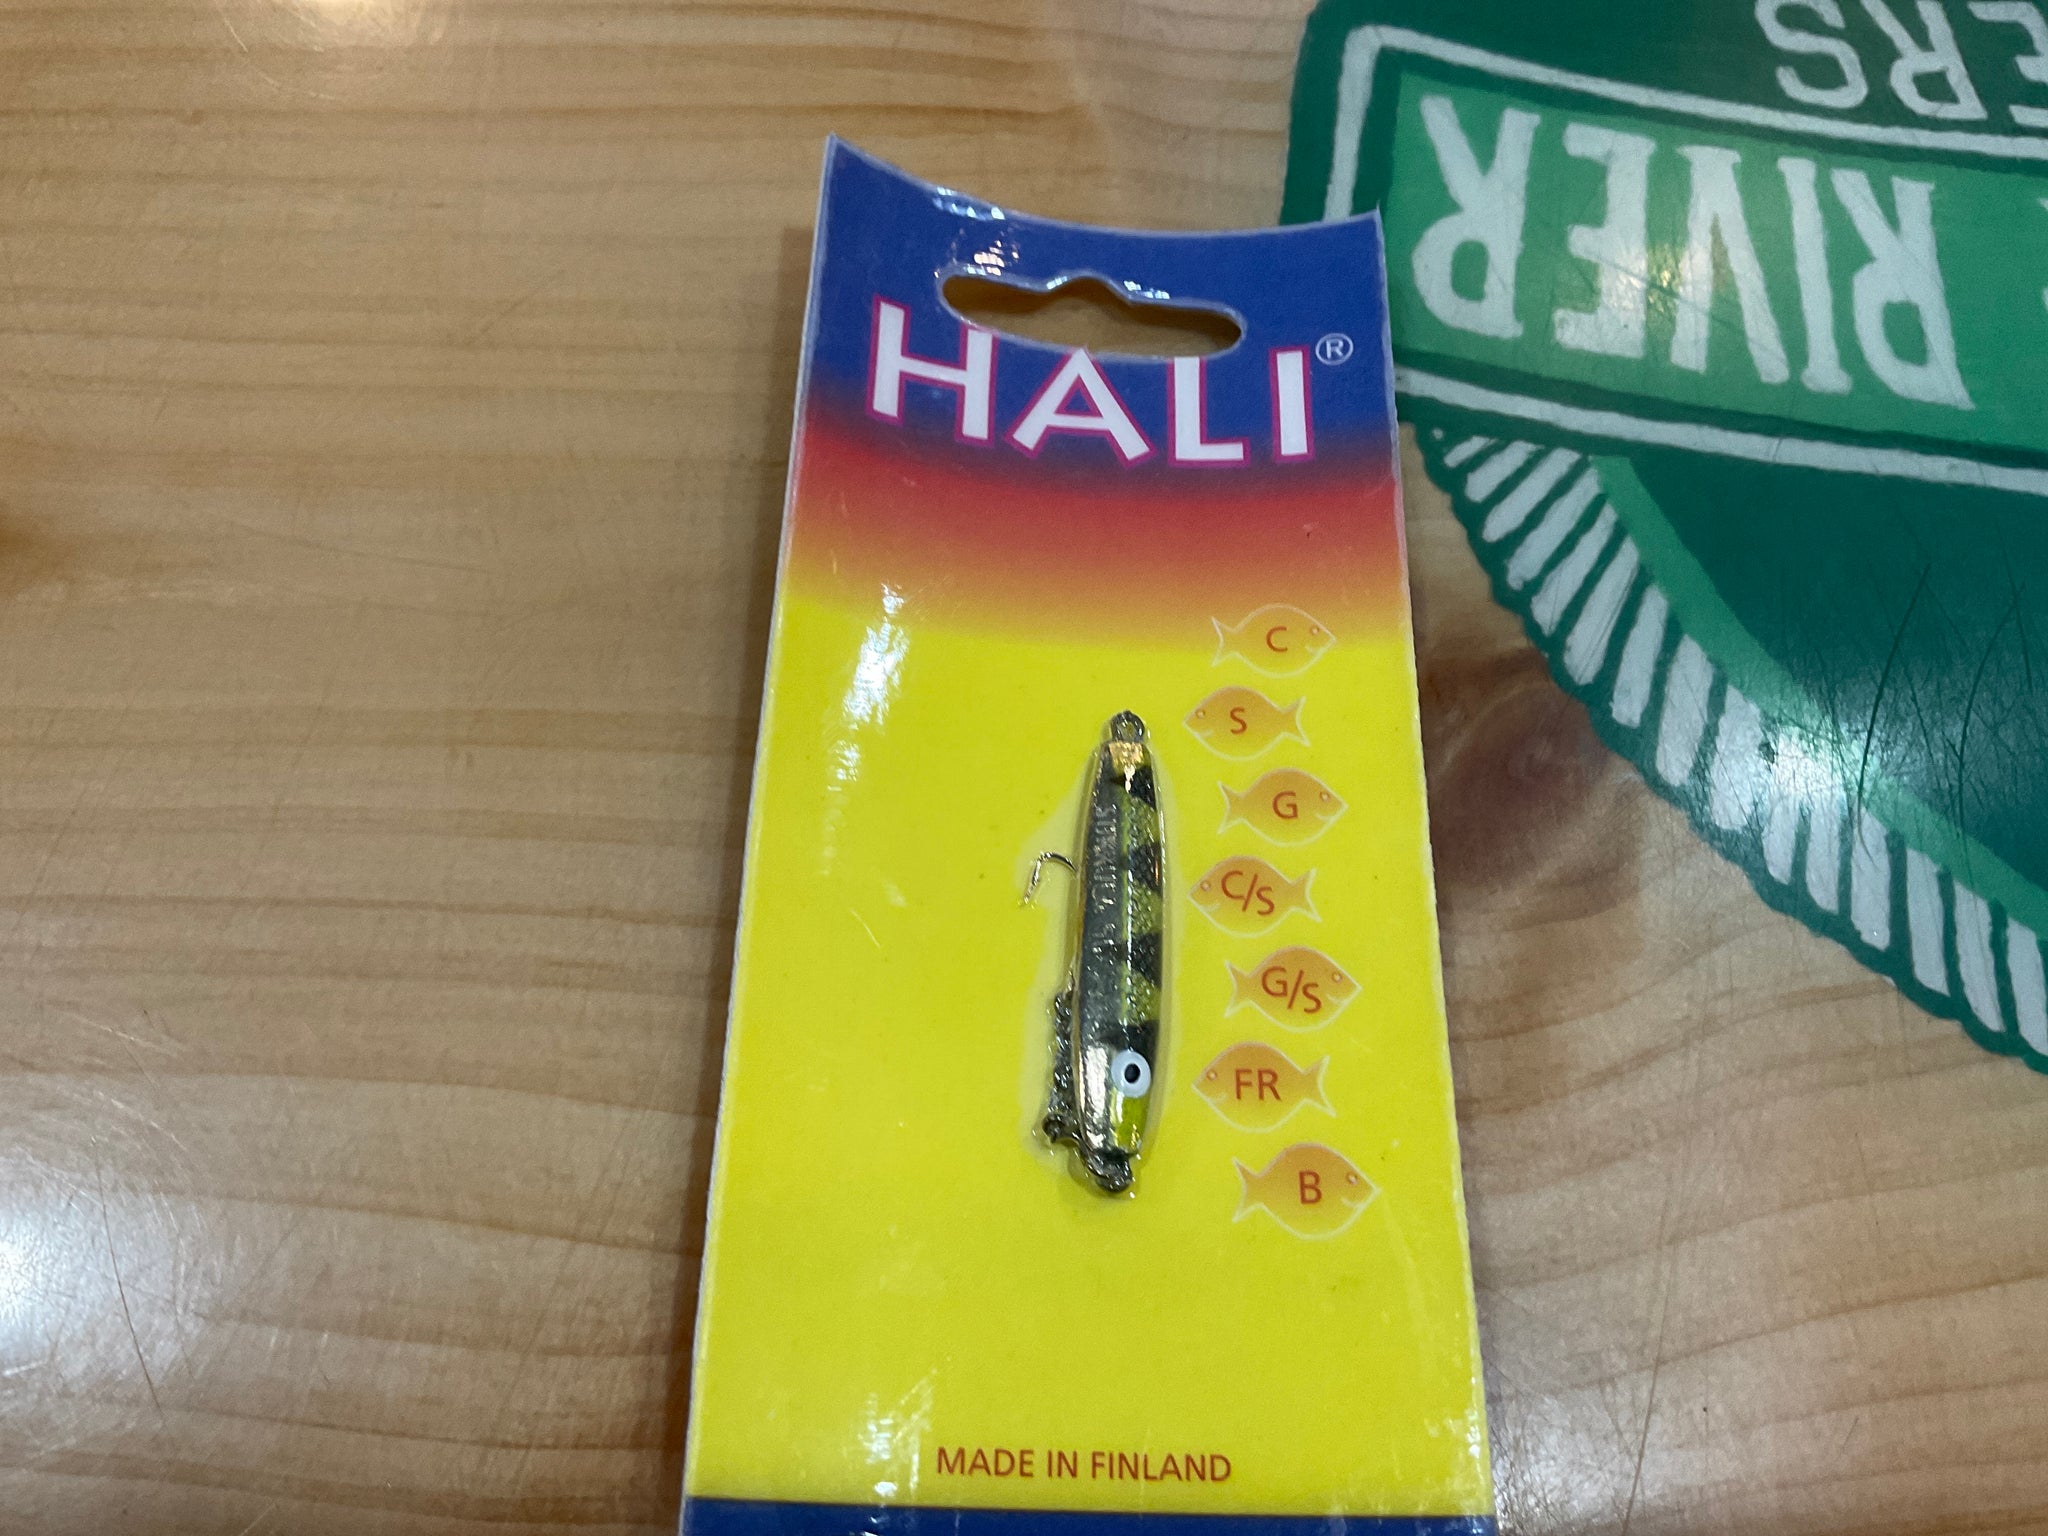 HALI®
C
S
G
C/S
G/S
FR
B
MADE IN FINLAND
RIVER
ERS